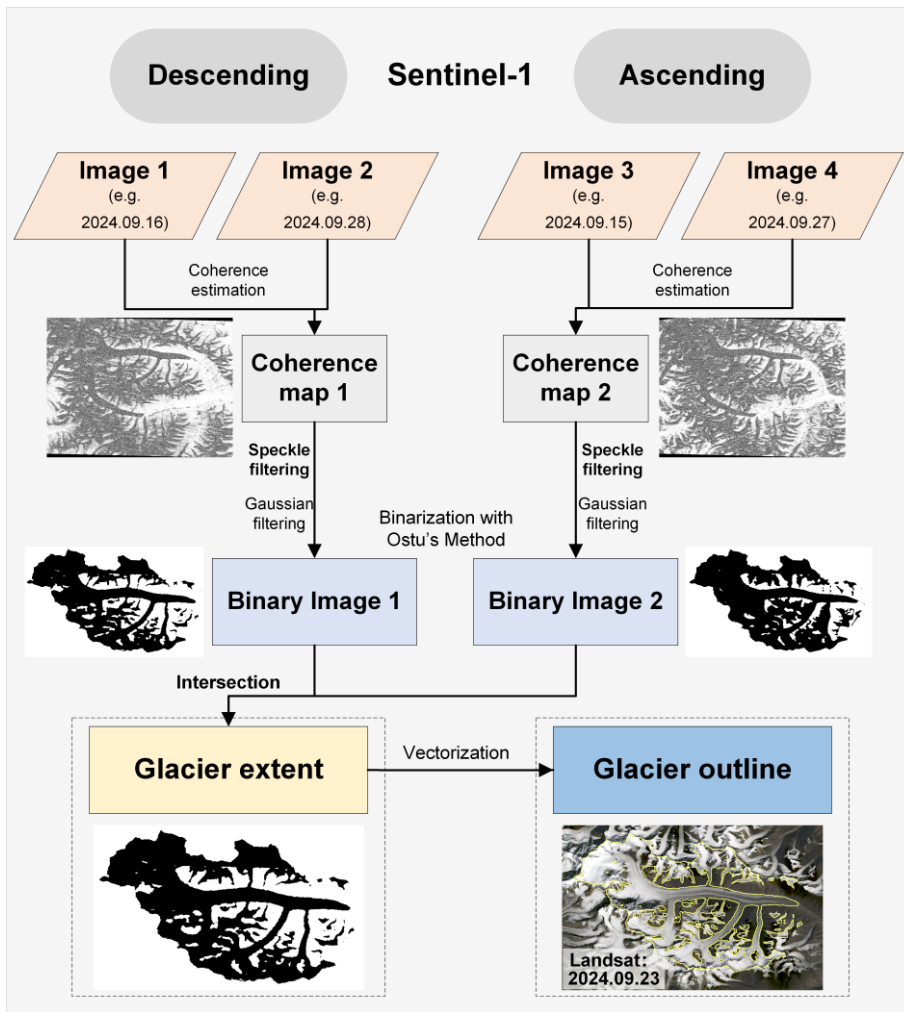 Descending
Sentinel-1
Ascending
Image 1
(e.g.
2024.09.16)
Image 2
(e.g.
2024.09.28)
Image 3
(e.g.
2024.09.15)
Image 4
(e.g.
2024.09.27)
Coherence
estimation
Coherence
estimation
Coherence
map 1
Coherence
map 2
Speckle
filtering
Speckle
filtering
Gaussian
filtering
Gaussian
filtering
Binarization with
Ostu's Method
Binary Image 1
Binary Image 2
Intersection
Glacier extent
Vectorization
Glacier outline
Landsat:
2024.09.23